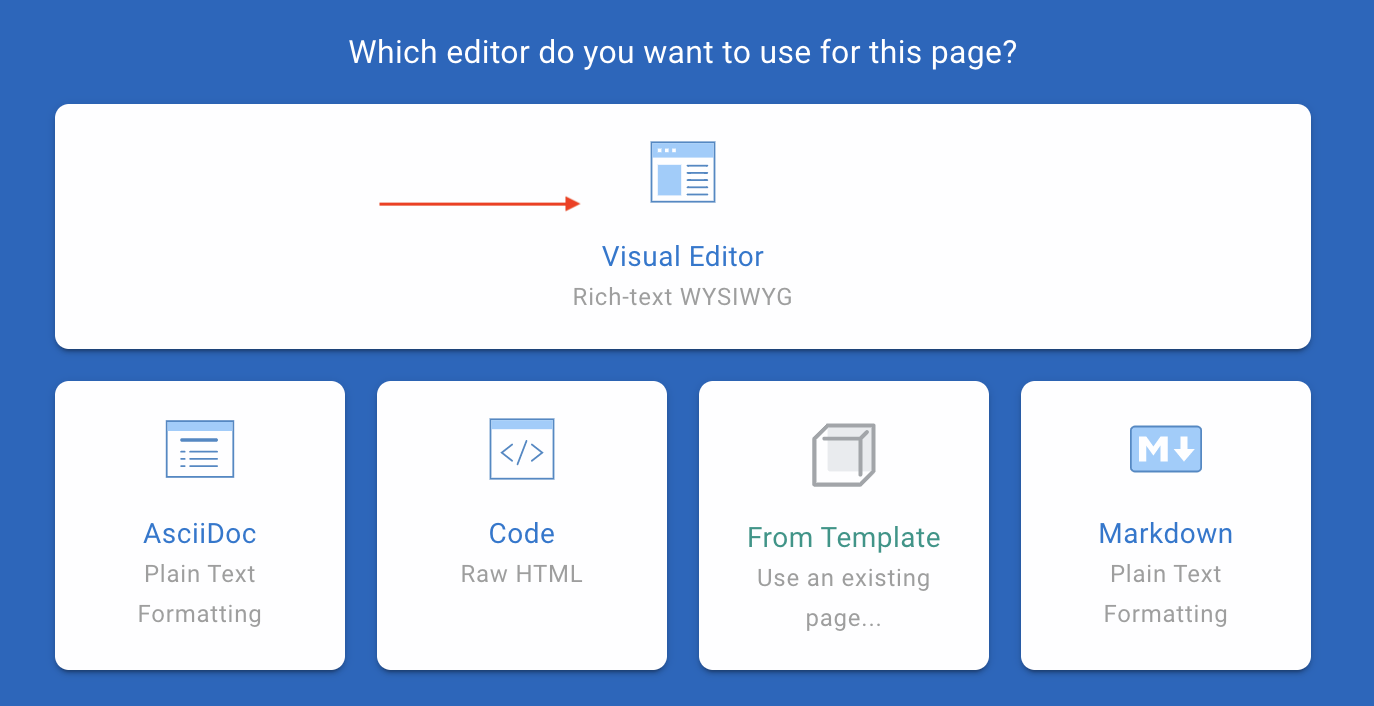 Which editor do you want to use for this page?
Visual Editor
Rich-text WYSIWYG
AsciiDoc
Plain Text
Formatting
</>
Code
Raw HTML
From Template
Use an existing
page...
M
Markdown
Plain Text
Formatting